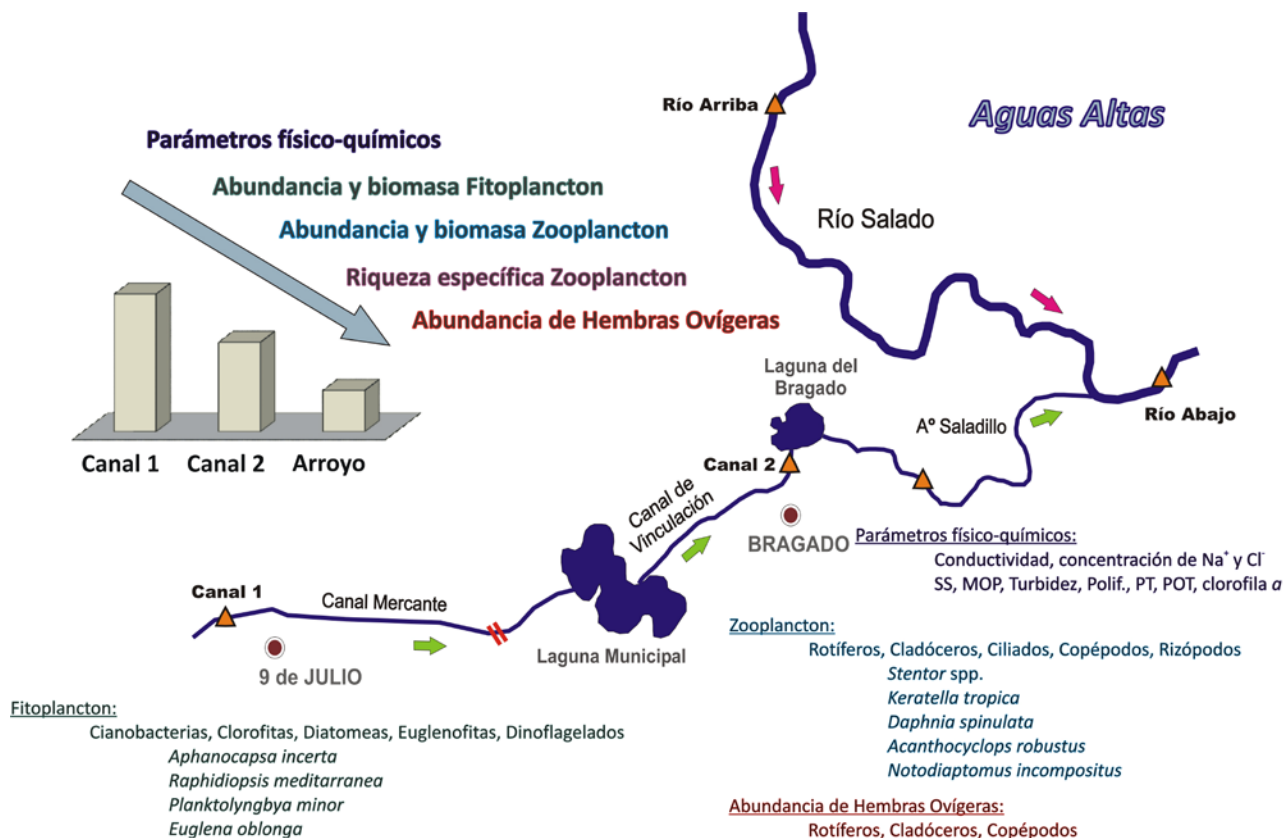 Aguas Altas
Río Arriba
Río Salado
Parámetros físico-químicos
Abundancia y biomasa Fitoplancton
Abundancia y biomasa Zooplancton
Riqueza específica Zooplancton
Abundancia de Hembras Ovígeras
Canal 1 Canal 2 Arroyo
Laguna del
Bragado
Río Abajo
Aº Saladillo
Canal 2
Canal de
Vinculación
BRAGADO
Canal 1
Canal Mercante
9 de JULIO
Laguna Municipal
Parámetros físico-químicos:
Conductividad, concentración de Na⁺ y Cl⁻
SS, MOP, Turbidez, Polif., PT, POT, clorofila a
Zooplancton:
Rotíferos, Cladóceros, Ciliados, Copépodos, Rizópodos
Stentor spp.
Keratella tropica
Daphnia spinulata
Acanthocyclops robustus
Notodiaptomus incompositus
Abundancia de Hembras Ovígeras:
Rotíferos, Cladóceros, Copépodos
Fitoplancton:
Cianobacterias, Clorofitas, Diatomeas, Euglenofitas, Dinoflagelados
Aphanocapsa incerta
Raphidiopsis meditarranea
Planktolyngbya minor
Euglena oblonga